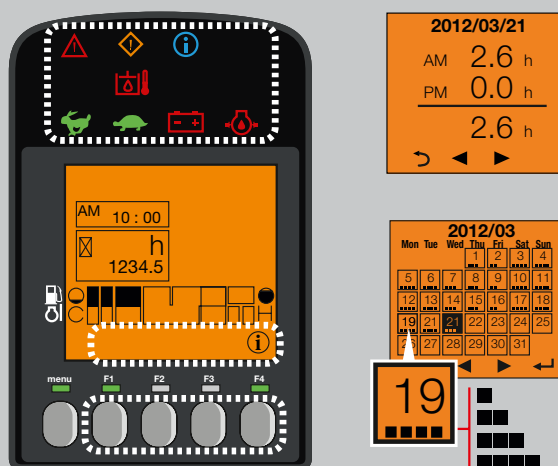 AM 10:00
h
1234.5
C H
menu F1 F2 F3 F4
2012/03/21
AM 2.6 h
PM 0.0 h
2.6 h
2012/03
Mon Tue Wed Thu Fri Sat Sun
1 2 3 4
5 6 7 8 9 10 11
12 13 14 15 16 17 18
19 21 21 22 23 24 25
26 27 28 29 30 31
19